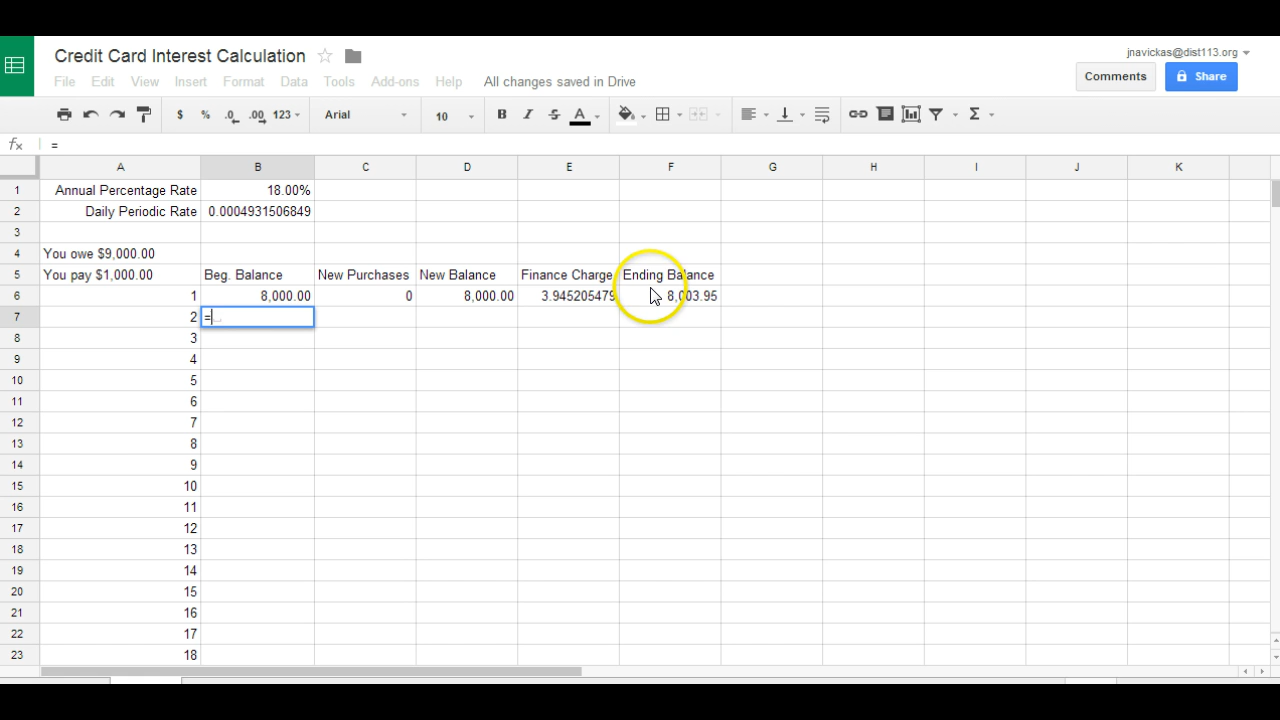 Credit Card Interest Calculation
jnavickas@dist113.org
File Edit View Insert Format Data Tools Add-ons Help All changes saved in Drive
Comments Share
$ % .0 .00 123 Arial 10 B I S A Σ
fx =
A B C D E F G H I J K
1 Annual Percentage Rate 18.00%
2 Daily Periodic Rate 0.0004931506849
3
4 You owe $9,000.00
5 You pay $1,000.00 Beg. Balance New Purchases New Balance Finance Charge Ending Balance
6 1 8,000.00 0 8,000.00 3.945205479 8,003.95
7 2 =
8 3
9 4
10 5
11 6
12 7
13 8
14 9
15 10
16 11
17 12
18 13
19 14
20 15
21 16
22 17
23 18